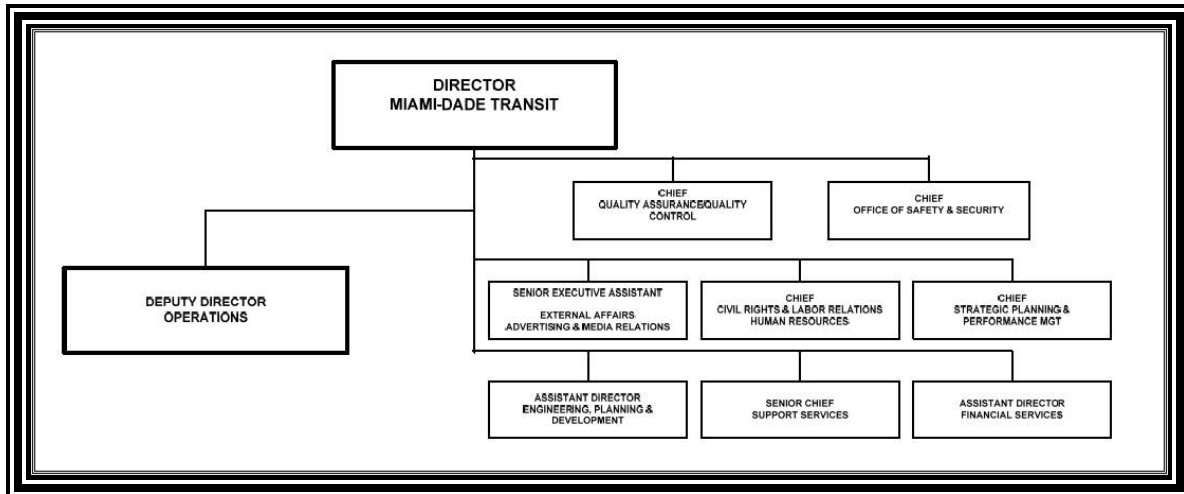 DIRECTOR
MIAMI-DADE TRANSIT
CHIEF
QUALITY ASSURANCE/QUALITY
CONTROL
CHIEF
OFFICE OF SAFETY & SECURITY
DEPUTY DIRECTOR
OPERATIONS
SENIOR EXECUTIVE ASSISTANT
EXTERNAL AFFAIRS
ADVERTISING & MEDIA RELATIONS
CHIEF
CIVIL RIGHTS & LABOR RELATIONS
HUMAN RESOURCES
CHIEF
STRATEGIC PLANNING &
PERFORMANCE MGT
ASSISTANT DIRECTOR
ENGINEERING, PLANNING &
DEVELOPMENT
SENIOR CHIEF
SUPPORT SERVICES
ASSISTANT DIRECTOR
FINANCIAL SERVICES